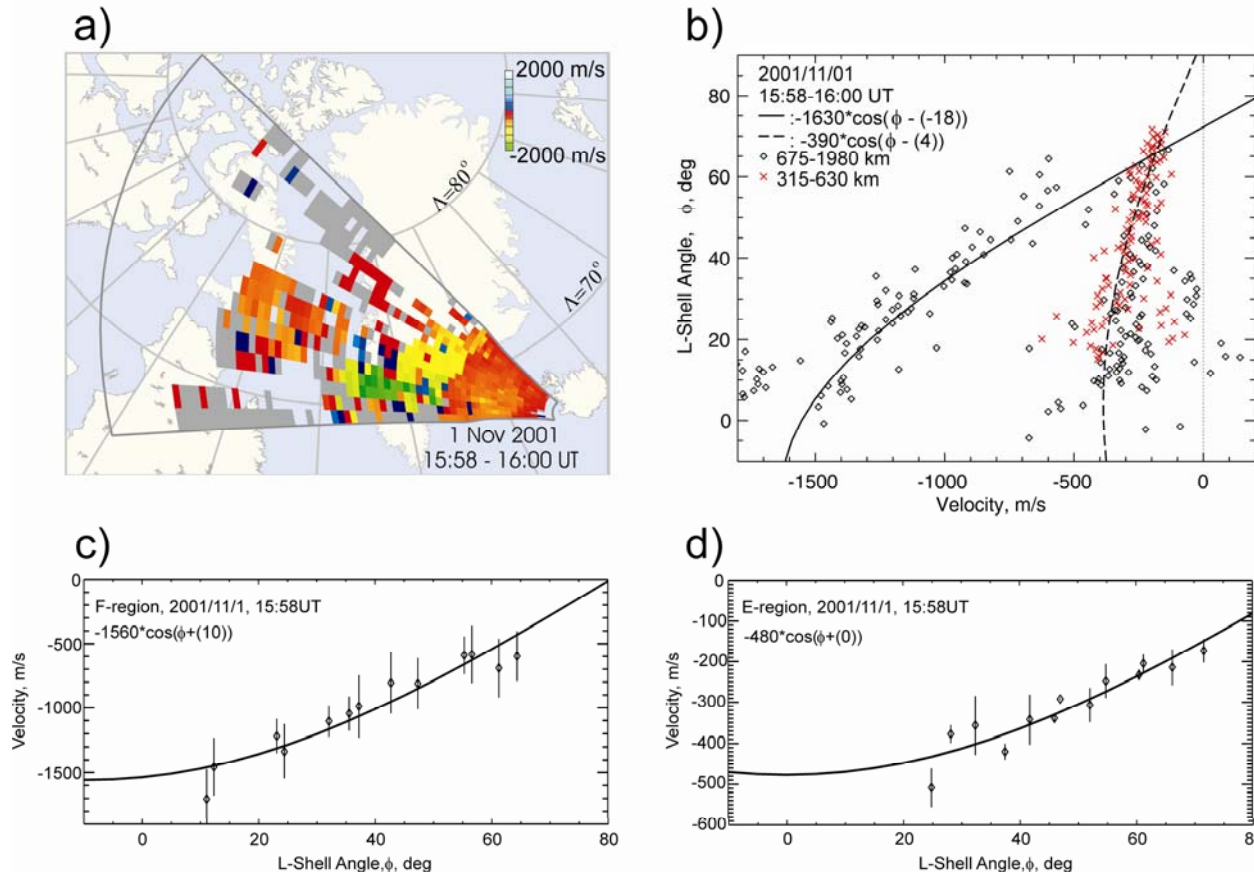 a)
2000 m/s
-2000 m/s
Λ=80°
Λ=70°
1 Nov 2001
15:58 - 16:00 UT
b)
2001/11/01
15:58-16:00 UT
:-1630*cos(ϕ - (-18))
: -390*cos(ϕ - (4))
675-1980 km
315-630 km
L-Shell Angle, ϕ, deg
80
60
40
20
0
-1500
-1000
-500
0
Velocity, m/s
c)
F-region, 2001/11/1, 15:58UT
-1560*cos(ϕ+(10))
Velocity, m/s
0
-500
-1000
-1500
0
20
40
60
80
L-Shell Angle,ϕ, deg
d)
E-region, 2001/11/1, 15:58UT
-480*cos(ϕ+(0))
Velocity, m/s
0
-100
-200
-300
-400
-500
-600
0
20
40
60
80
L-Shell Angle,ϕ, deg